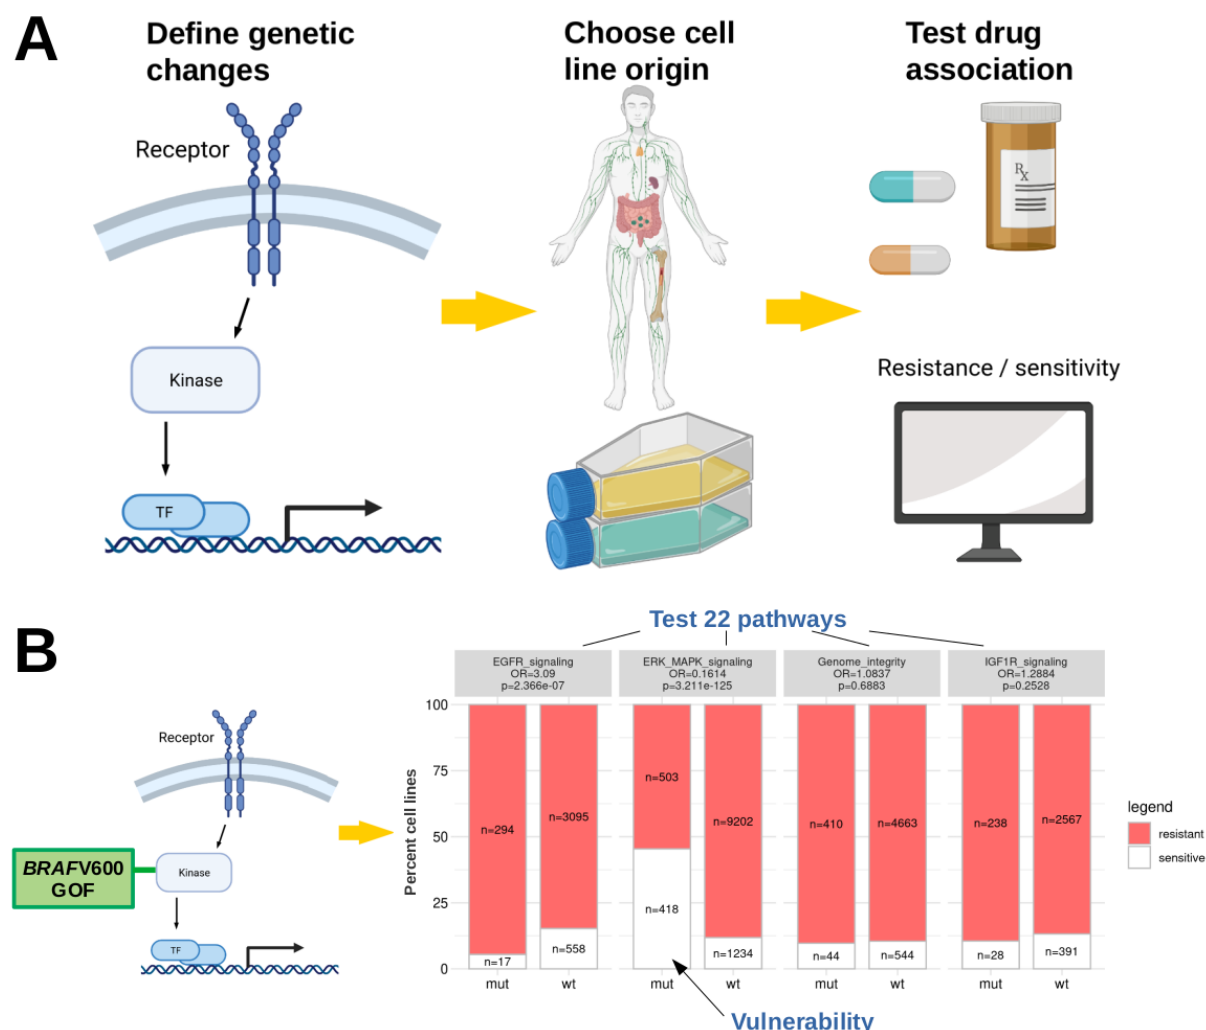 A
Define genetic
changes
Choose cell
line origin
Test drug
association
Receptor
Rx
Kinase
Resistance / sensitivity
TF
B
Test 22 pathways
EGFR_signaling
OR=3.09
p=2.366e-07
ERK_MAPK_signaling
OR=0.1614
p=3.211e-125
Genome_integrity
OR=1.0837
p=0.6883
IGF1R_signaling
OR=1.2884
p=0.2528
Receptor
BRAFV600
GOF
Kinase
TF
Percent cell lines
100
75
50
25
0
n=294
n=3095
n=503
n=9202
n=410
n=4663
n=238
n=2567
n=17
n=558
n=418
n=1234
n=44
n=544
n=28
n=391
mut
wt
mut
wt
mut
wt
mut
wt
legend
resistant
sensitive
Vulnerability